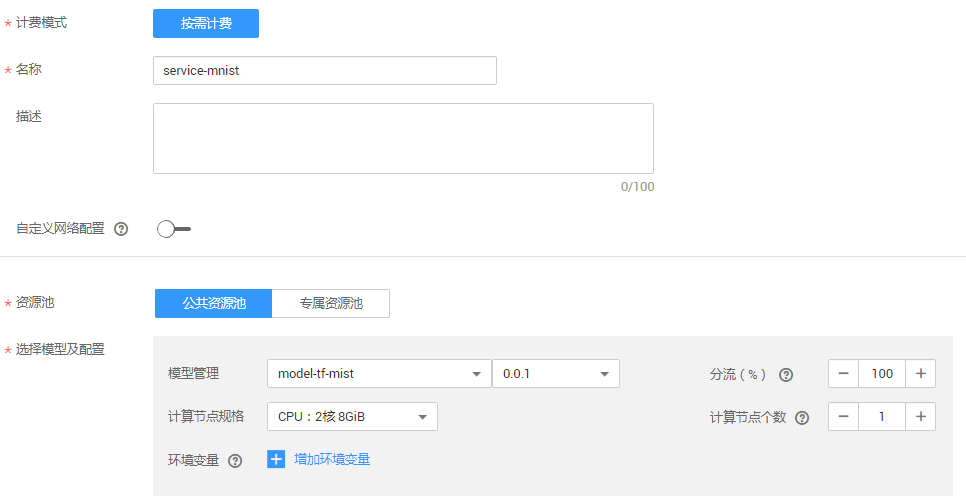 * 计费模式 按需计费
* 名称 service-mnist
描述
0/100
自定义网络配置 ?
* 资源池 公共资源池 专属资源池
* 选择模型及配置
模型管理 model-tf-mist 0.0.1 分流（%） ? − 100 +
计算节点规格 CPU：2核 8GiB 计算节点个数 ? − 1 +
环境变量 ? + 增加环境变量